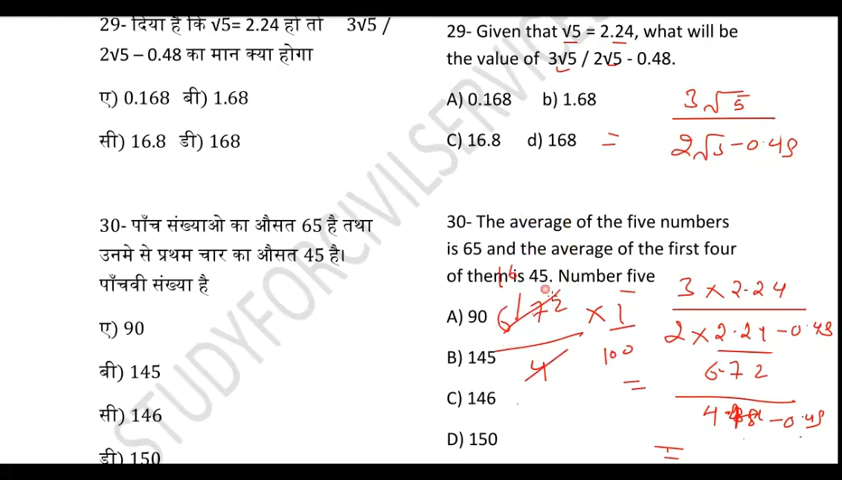 29- दिया है कि √5= 2.24 हो तो 3√5 /
2√5 – 0.48 का मान क्या होगा
ए) 0.168 बी) 1.68
सी) 16.8 डी) 168
30- पाँच संख्याओ का औसत 65 है तथा
उनमे से प्रथम चार का औसत 45 है।
पाँचवी संख्या है
ए) 90
बी) 145
सी) 146
डी) 150
29- Given that √5 = 2.24, what will be
the value of 3√5 / 2√5 - 0.48.
A) 0.168 b) 1.68
C) 16.8 d) 168
= 3√5
2√5 – 0.48
30- The average of the five numbers
is 65 and the average of the first four
of them is 45. Number five
A) 90
B) 145
C) 146
D) 150
3 × 2.24
2 × 2.24 – 0.48
= 6.72
– 0.48
=
672 × 1
4 100
STUDYFORCIVILSERVICES